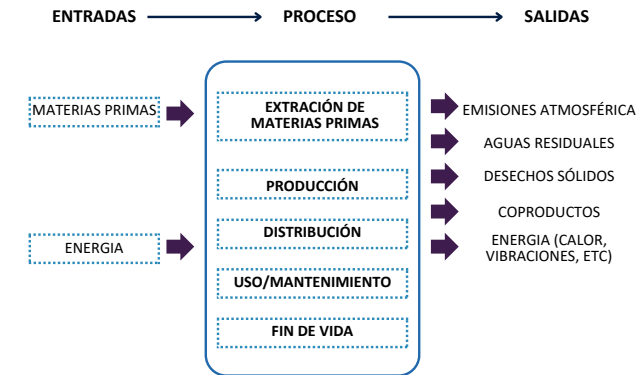 ENTRADAS PROCESO SALIDAS
MATERIAS PRIMAS
ENERGIA
EXTRACIÓN DE
MATERIAS PRIMAS
PRODUCCIÓN
DISTRIBUCIÓN
USO/MANTENIMIENTO
FIN DE VIDA
EMISIONES ATMOSFÉRICA
AGUAS RESIDUALES
DESECHOS SÓLIDOS
COPRODUCTOS
ENERGIA (CALOR,
VIBRACIONES, ETC)